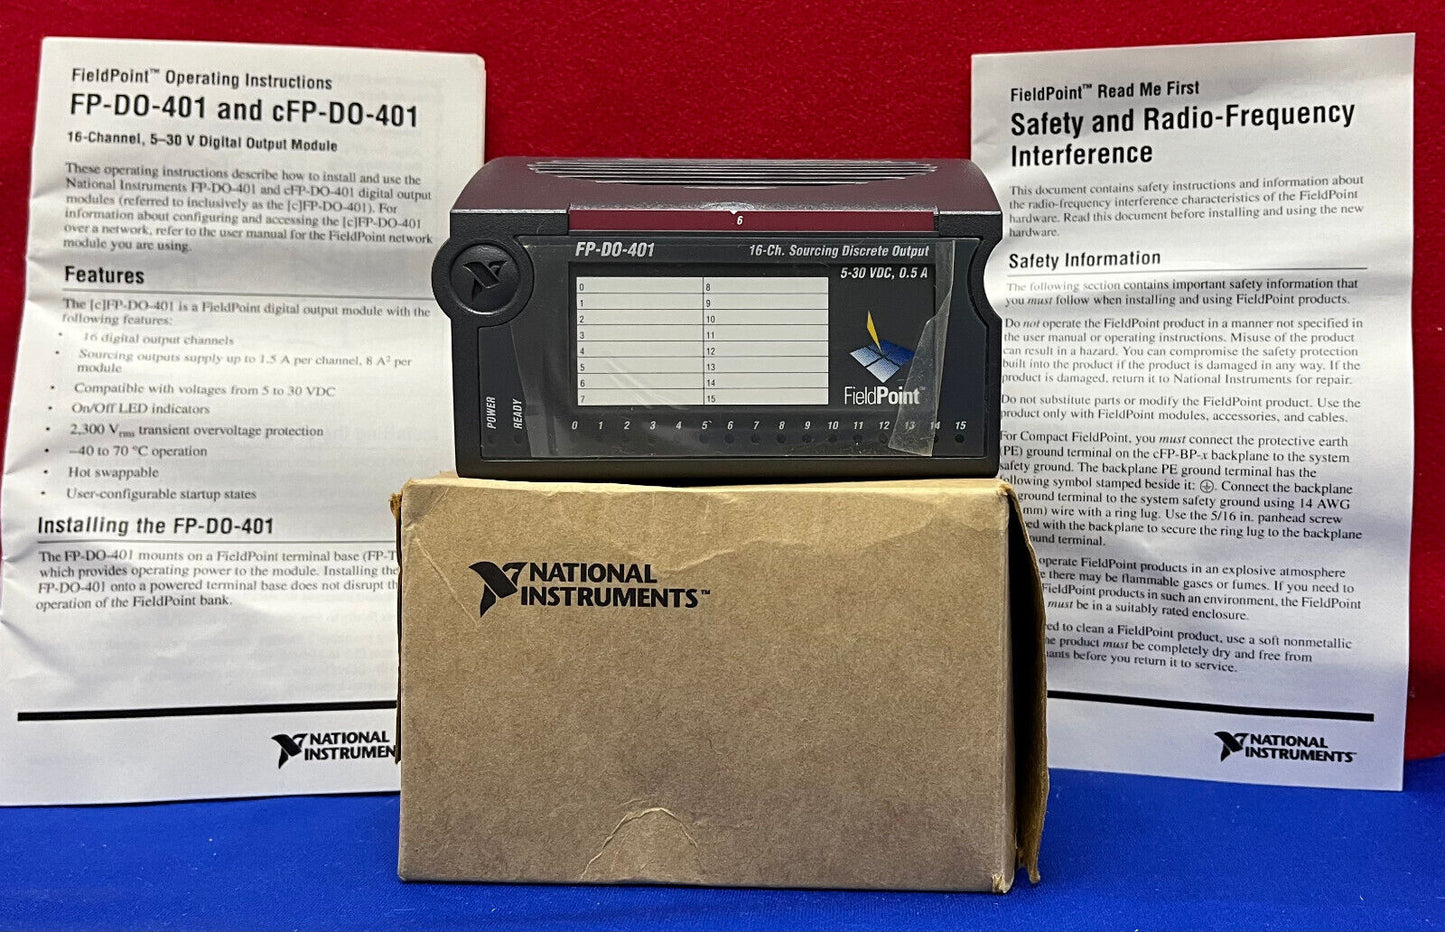 FieldPoint™ Operating Instructions
FP-DO-401 and cFP-DO-401
16-Channel, 5–30 V Digital Output Module
These operating instructions describe how to install and use the
National Instruments FP-DO-401 and cFP-DO-401 digital output
modules (referred to inclusively as the [c]FP-DO-401). For
information about configuring and accessing the [c]FP-DO-401
over a network, refer to the user manual for the FieldPoint network
module you are using.
Features
The [c]FP-DO-401 is a FieldPoint digital output module with the
following features:
• 16 digital output channels
• Sourcing outputs supply up to 1.5 A per channel, 8 A² per
module
• Compatible with voltages from 5 to 30 VDC
• On/Off LED indicators
• 2,300 Vrms transient overvoltage protection
• –40 to 70 °C operation
• Hot swappable
• User-configurable startup states
Installing the FP-DO-401
The FP-DO-401 mounts on a FieldPoint terminal base (FP-T
which provides operating power to the module. Installing the
FP-DO-401 onto a powered terminal base does not disrupt th
operation of the FieldPoint bank.
NATIONAL
INSTRUMEN
6
FP-DO-401 16-Ch. Sourcing Discrete Output
5-30 VDC, 0.5 A
0 8
1 9
2 10
3 11
4 12
5 13
6 14
7 15
FieldPoint™
POWER
READY
0 1 2 3 4 5 6 7 8 9 10 11 12 13 14 15
NATIONAL
INSTRUMENTS™
FieldPoint™ Read Me First
Safety and Radio-Frequency
Interference
This document contains safety instructions and information about
the radio-frequency interference characteristics of the FieldPoint
hardware. Read this document before installing and using the new
hardware.
Safety Information
The following section contains important safety information that
you must follow when installing and using FieldPoint products.
Do not operate the FieldPoint product in a manner not specified in
the user manual or operating instructions. Misuse of the product
can result in a hazard. You can compromise the safety protection
built into the product if the product is damaged in any way. If the
product is damaged, return it to National Instruments for repair.
Do not substitute parts or modify the FieldPoint product. Use the
product only with FieldPoint modules, accessories, and cables.
For Compact FieldPoint, you must connect the protective earth
(PE) ground terminal on the cFP-BP-x backplane to the system
safety ground. The backplane PE ground terminal has the
following symbol stamped beside it: ⏚. Connect the backplane
ground terminal to the system safety ground using 14 AWG
mm) wire with a ring lug. Use the 5/16 in. panhead screw
ed with the backplane to secure the ring lug to the backplane
und terminal.
operate FieldPoint products in an explosive atmosphere
e there may be flammable gases or fumes. If you need to
FieldPoint products in such an environment, the FieldPoint
must be in a suitably rated enclosure.
ed to clean a FieldPoint product, use a soft nonmetallic
he product must be completely dry and free from
nants before you return it to service.
NATIONAL
INSTRUMENTS™